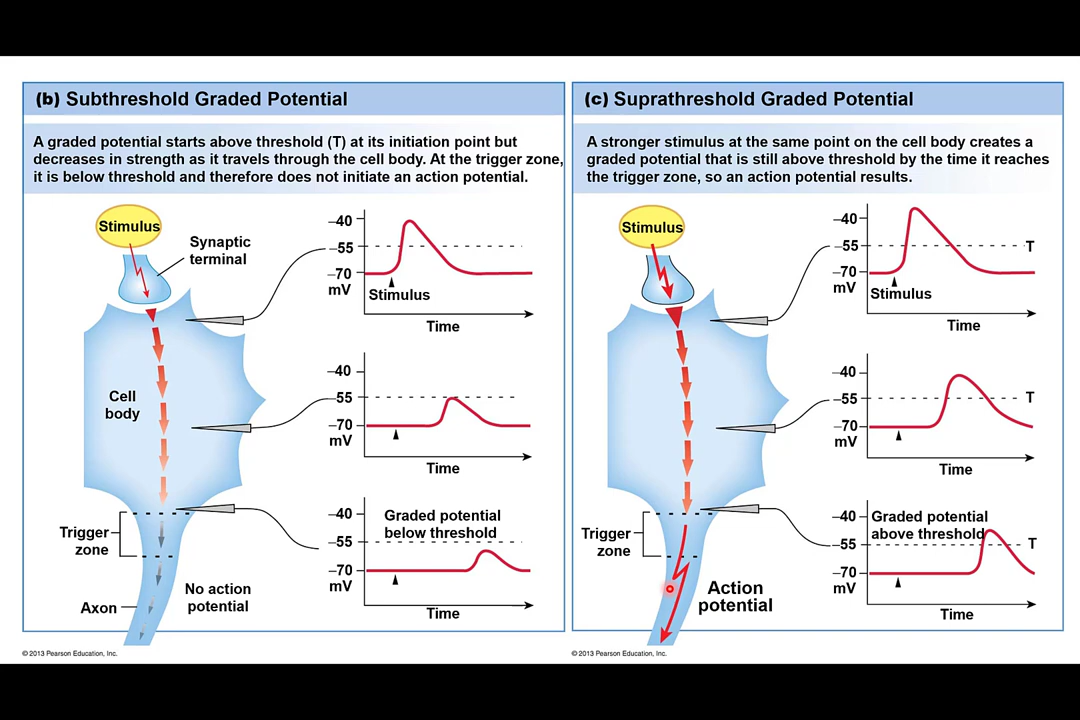 (b) Subthreshold Graded Potential
A graded potential starts above threshold (T) at its initiation point but
decreases in strength as it travels through the cell body. At the trigger zone,
it is below threshold and therefore does not initiate an action potential.
Stimulus
Synaptic
terminal
Cell
body
Trigger
zone
Axon
No action
potential
–40
–55
–70
mV
Stimulus
Time
–40
–55
–70
mV
Time
–40
–55
–70
mV
Graded potential
below threshold
Time
© 2013 Pearson Education, Inc.
(c) Suprathreshold Graded Potential
A stronger stimulus at the same point on the cell body creates a
graded potential that is still above threshold by the time it reaches
the trigger zone, so an action potential results.
Stimulus
Trigger
zone
Action
potential
–40
–55
–70
mV
T
Stimulus
Time
–40
–55
–70
mV
T
Time
–40
–55
–70
mV
Graded potential
above threshold
T
Time
© 2013 Pearson Education, Inc.